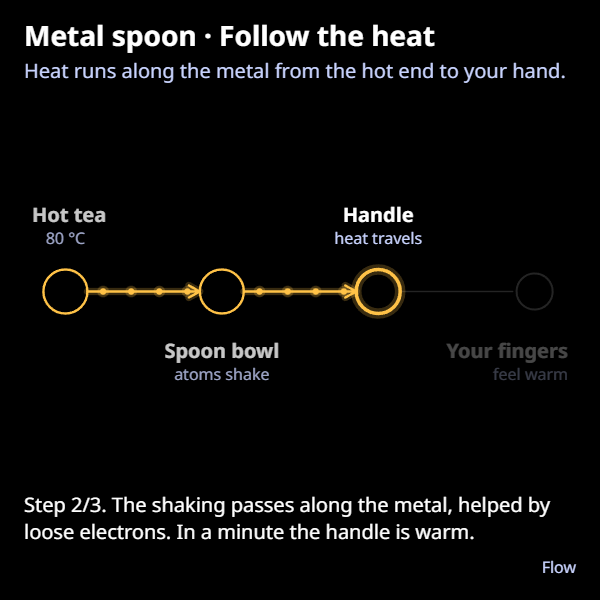 Metal spoon · Follow the heat
Heat runs along the metal from the hot end to your hand.
Hot tea
80 °C
Handle
heat travels
Spoon bowl
atoms shake
Your fingers
feel warm
Step 2/3. The shaking passes along the metal, helped by
loose electrons. In a minute the handle is warm.
Flow